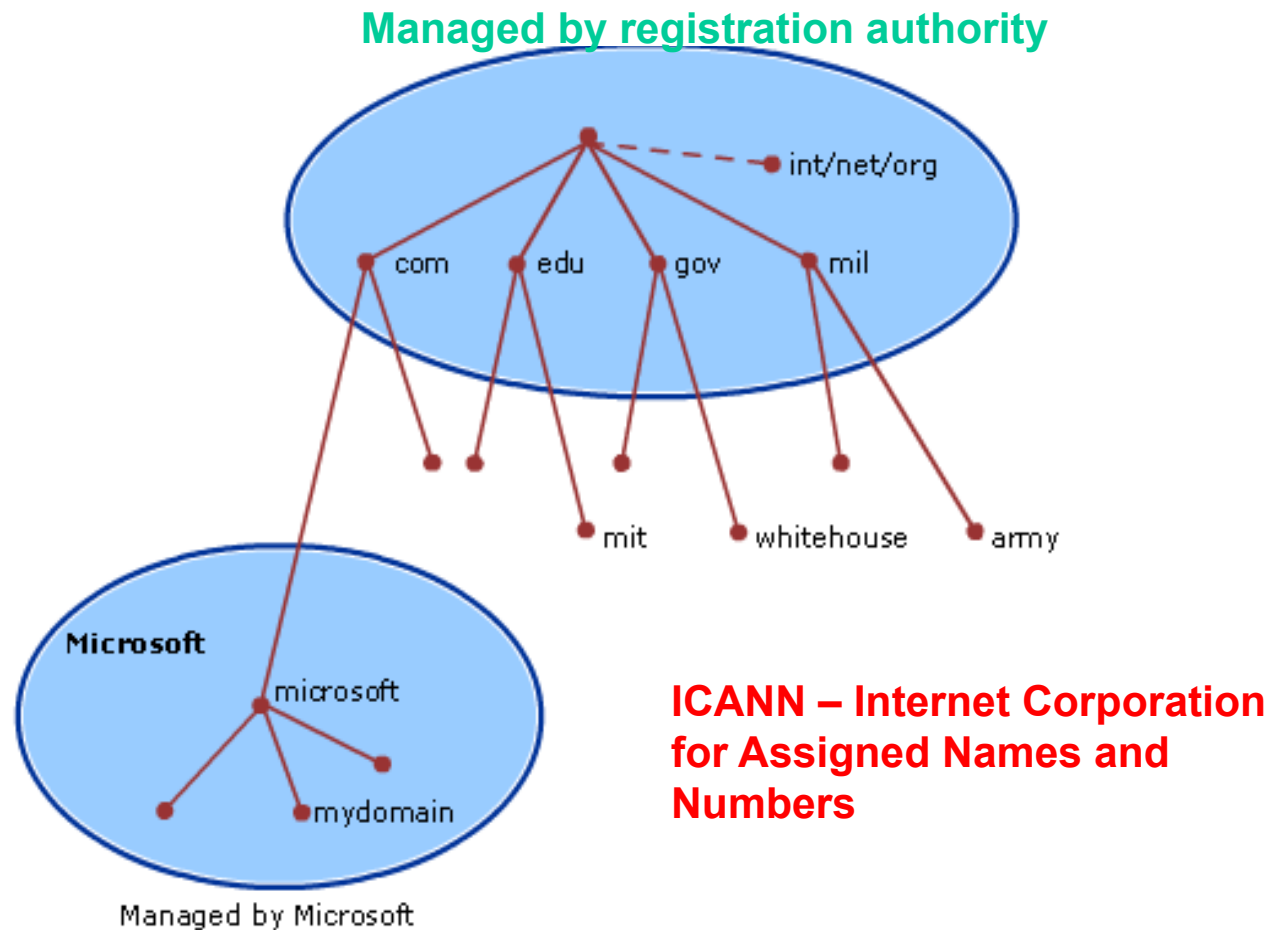 Managed by registration authority
int/net/org
com
edu
gov
mil
mit
whitehouse
army
Microsoft
microsoft
mydomain
Managed by Microsoft
ICANN – Internet Corporation
for Assigned Names and
Numbers